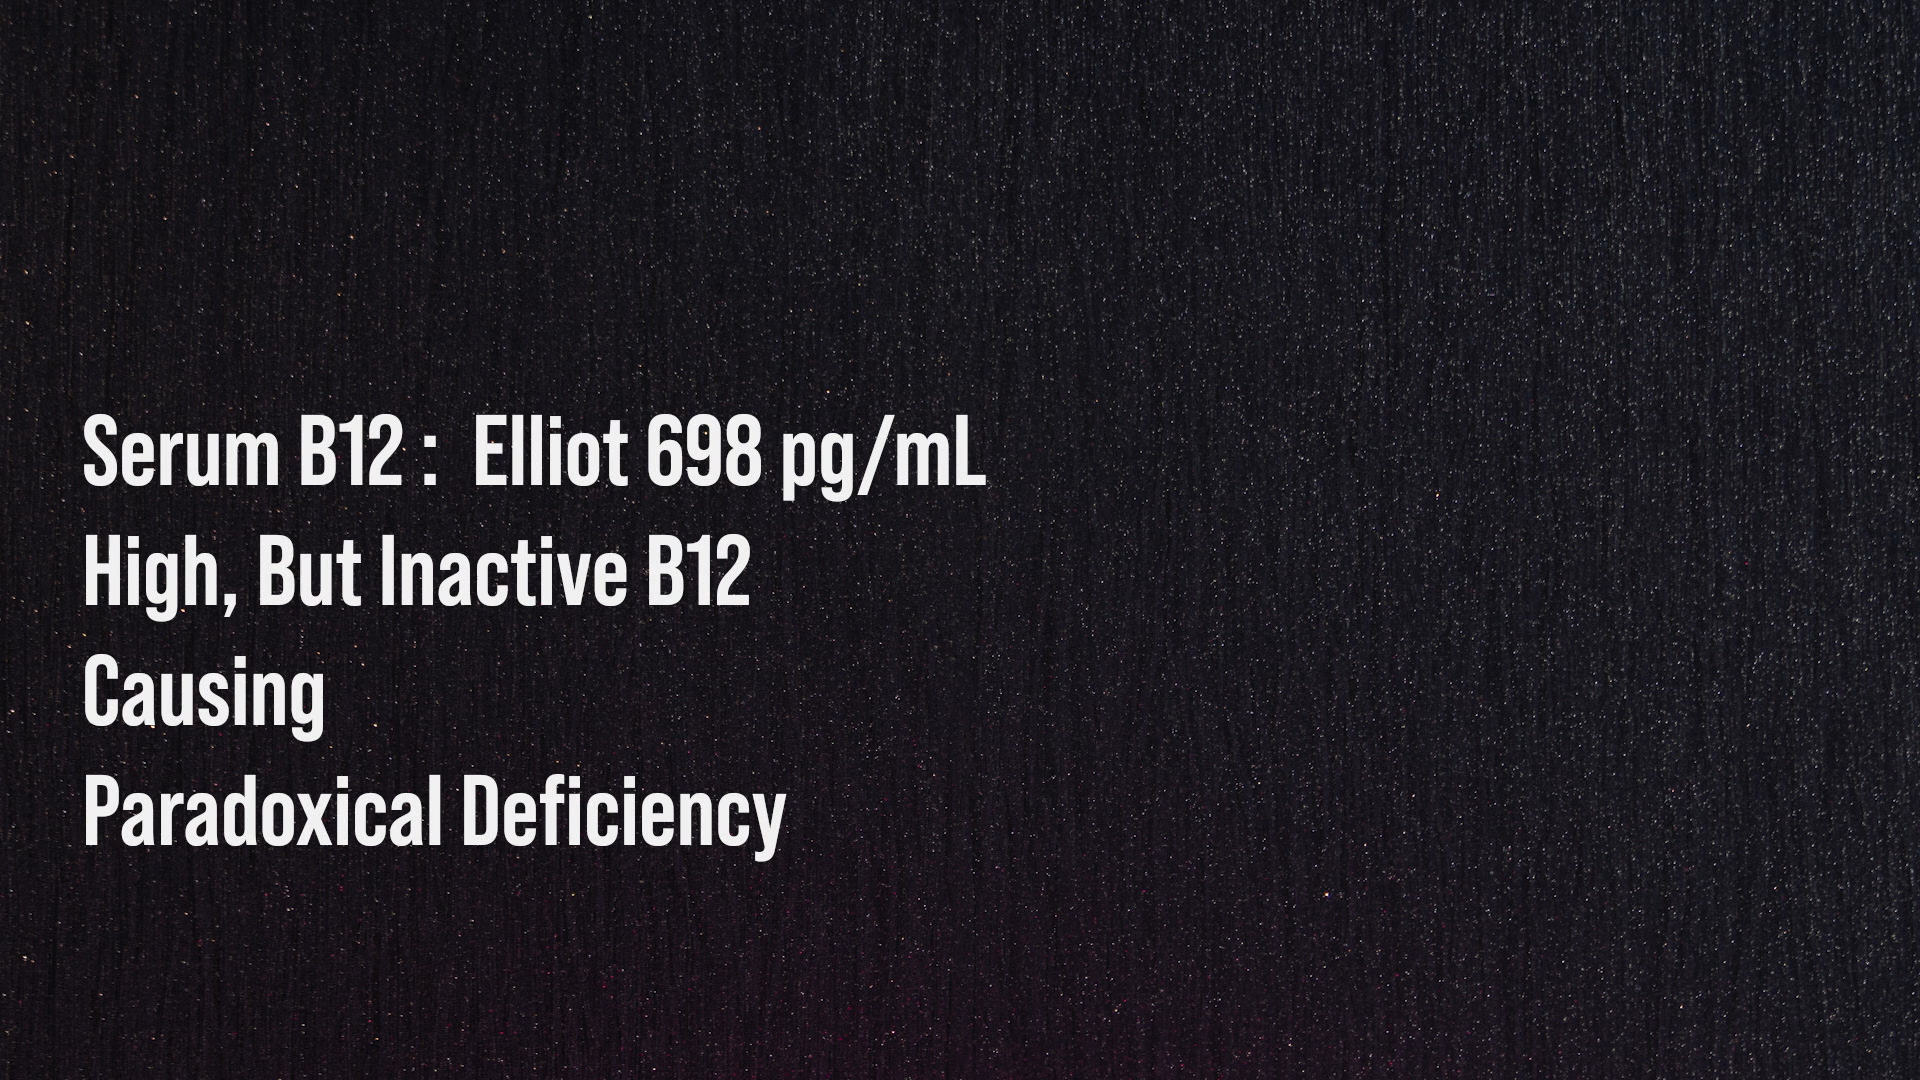 Serum B12 :  Elliot 698 pg/mL
High, But Inactive B12
Causing
Paradoxical Deficiency